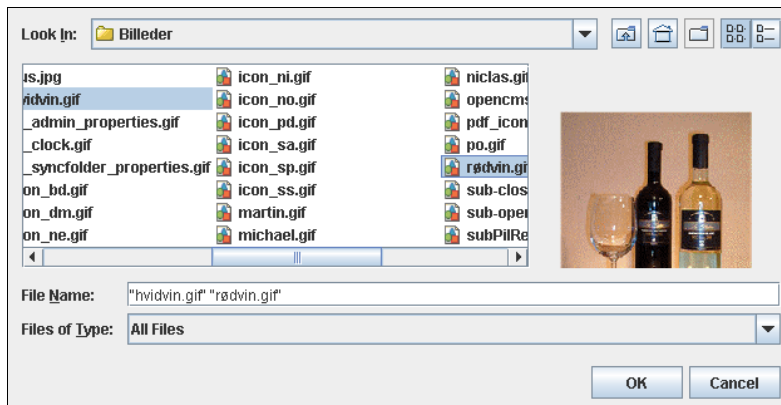 Look In: Billeder
us.jpg
vidvin.gif
_admin_properties.gif
_clock.gif
_syncfolder_properties.gif
on_bd.gif
on_dm.gif
on_ne.gif
icon_ni.gif
icon_no.gif
icon_pd.gif
icon_sa.gif
icon_sp.gif
icon_ss.gif
martin.gif
michael.gif
niclas.gif
opencms
pdf_icon
po.gif
rødvin.gif
sub-clos
sub-oper
subPilRe
File Name: "hvidvin.gif" "rødvin.gif"
Files of Type: All Files
OK Cancel